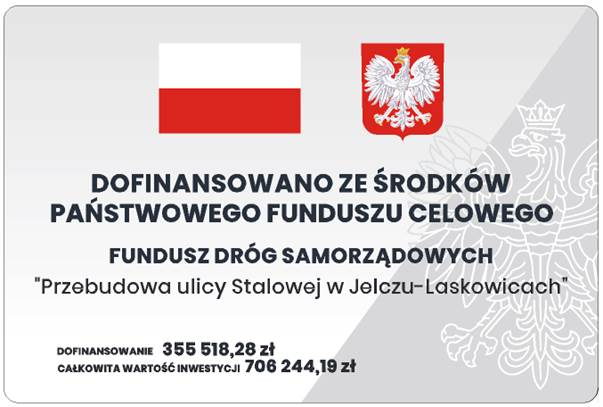 DOFINANSOWANO ZE ŚRODKÓW
PAŃSTWOWEGO FUNDUSZU CELOWEGO
FUNDUSZ DRÓG SAMORZĄDOWYCH
"Przebudowa ulicy Stalowej w Jelczu-Laskowicach"
DOFINANSOWANIE 355 518,28 zł
CAŁKOWITA WARTOŚĆ INWESTYCJI 706 244,19 zł